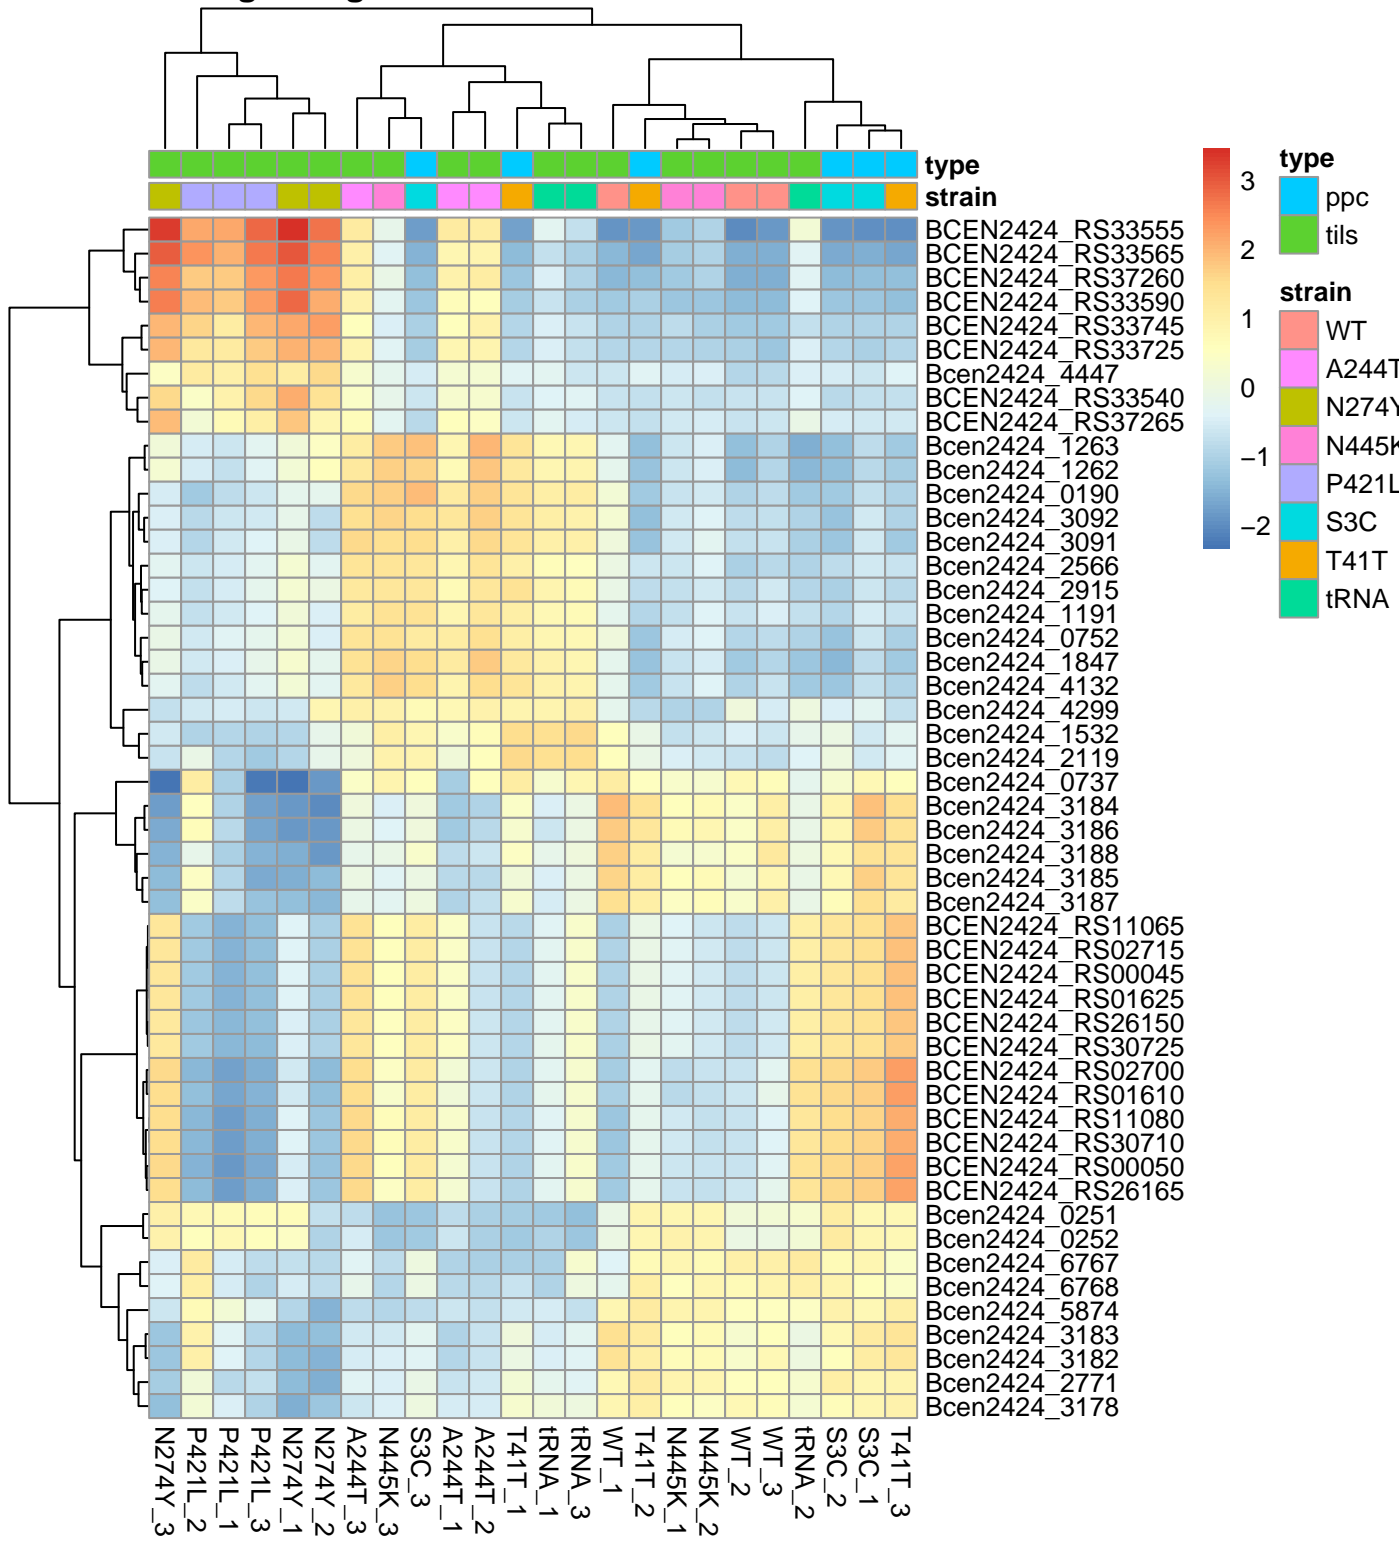 type
strain
BCEN2424_RS33555
BCEN2424_RS33565
BCEN2424_RS37260
BCEN2424_RS33590
BCEN2424_RS33745
BCEN2424_RS33725
Bcen2424_4447
BCEN2424_RS33540
BCEN2424_RS37265
Bcen2424_1263
Bcen2424_1262
Bcen2424_0190
Bcen2424_3092
Bcen2424_3091
Bcen2424_2566
Bcen2424_2915
Bcen2424_1191
Bcen2424_0752
Bcen2424_1847
Bcen2424_4132
Bcen2424_4299
Bcen2424_1532
Bcen2424_2119
Bcen2424_0737
Bcen2424_3184
Bcen2424_3186
Bcen2424_3188
Bcen2424_3185
Bcen2424_3187
BCEN2424_RS11065
BCEN2424_RS02715
BCEN2424_RS00045
BCEN2424_RS01625
BCEN2424_RS26150
BCEN2424_RS30725
BCEN2424_RS02700
BCEN2424_RS01610
BCEN2424_RS11080
BCEN2424_RS30710
BCEN2424_RS00050
BCEN2424_RS26165
Bcen2424_0251
Bcen2424_0252
Bcen2424_6767
Bcen2424_6768
Bcen2424_5874
Bcen2424_3183
Bcen2424_3182
Bcen2424_2771
Bcen2424_3178
N274Y_3
P421L_2
P421L_1
P421L_3
N274Y_1
N274Y_2
A244T_3
N445K_3
S3C_3
A244T_1
A244T_2
T41T_1
tRNA_1
tRNA_3
WT_1
T41T_2
N445K_1
N445K_2
WT_2
WT_3
tRNA_2
S3C_2
S3C_1
T41T_3
3
2
1
0
−1
−2
type
ppc
tils
strain
WT
A244T
N274Y
N445K
P421L
S3C
T41T
tRNA